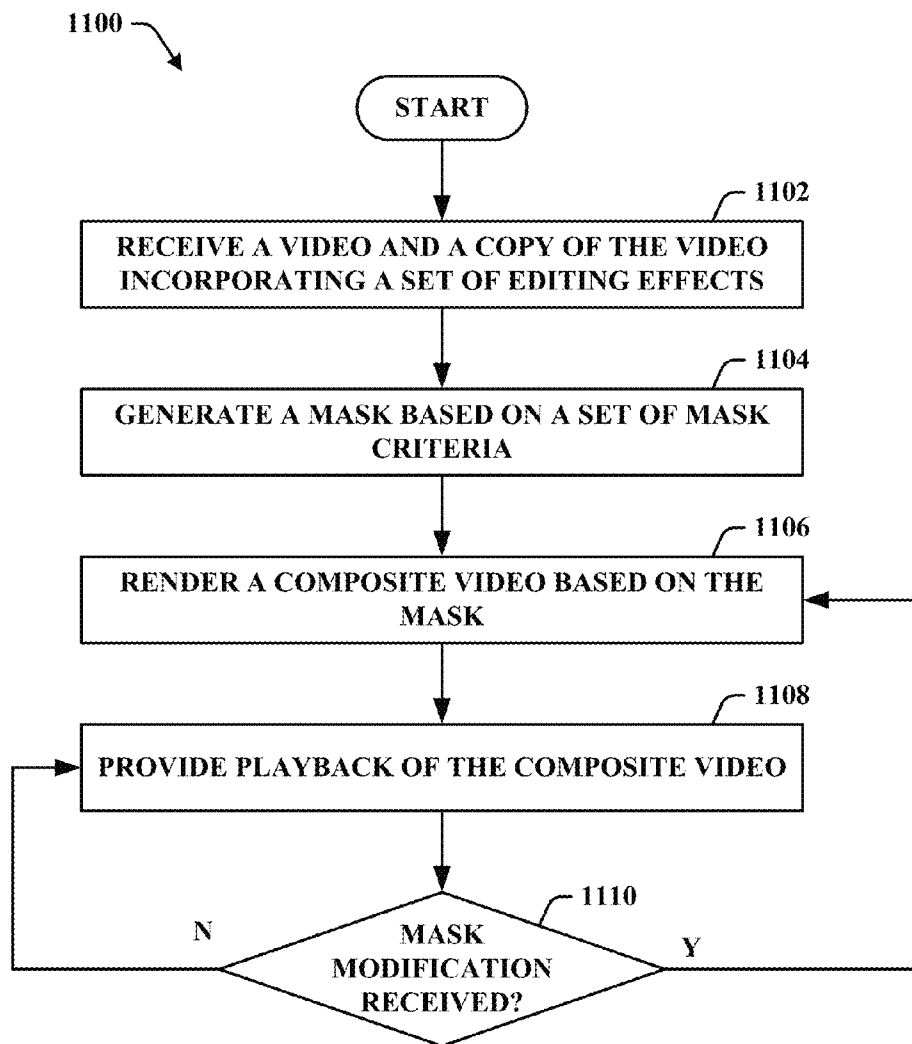 1100
START
1102
RECEIVE A VIDEO AND A COPY OF THE VIDEO
INCORPORATING A SET OF EDITING EFFECTS
1104
GENERATE A MASK BASED ON A SET OF MASK
CRITERIA
1106
RENDER A COMPOSITE VIDEO BASED ON THE
MASK
1108
PROVIDE PLAYBACK OF THE COMPOSITE VIDEO
1110
N
MASK
MODIFICATION
RECEIVED?
Y